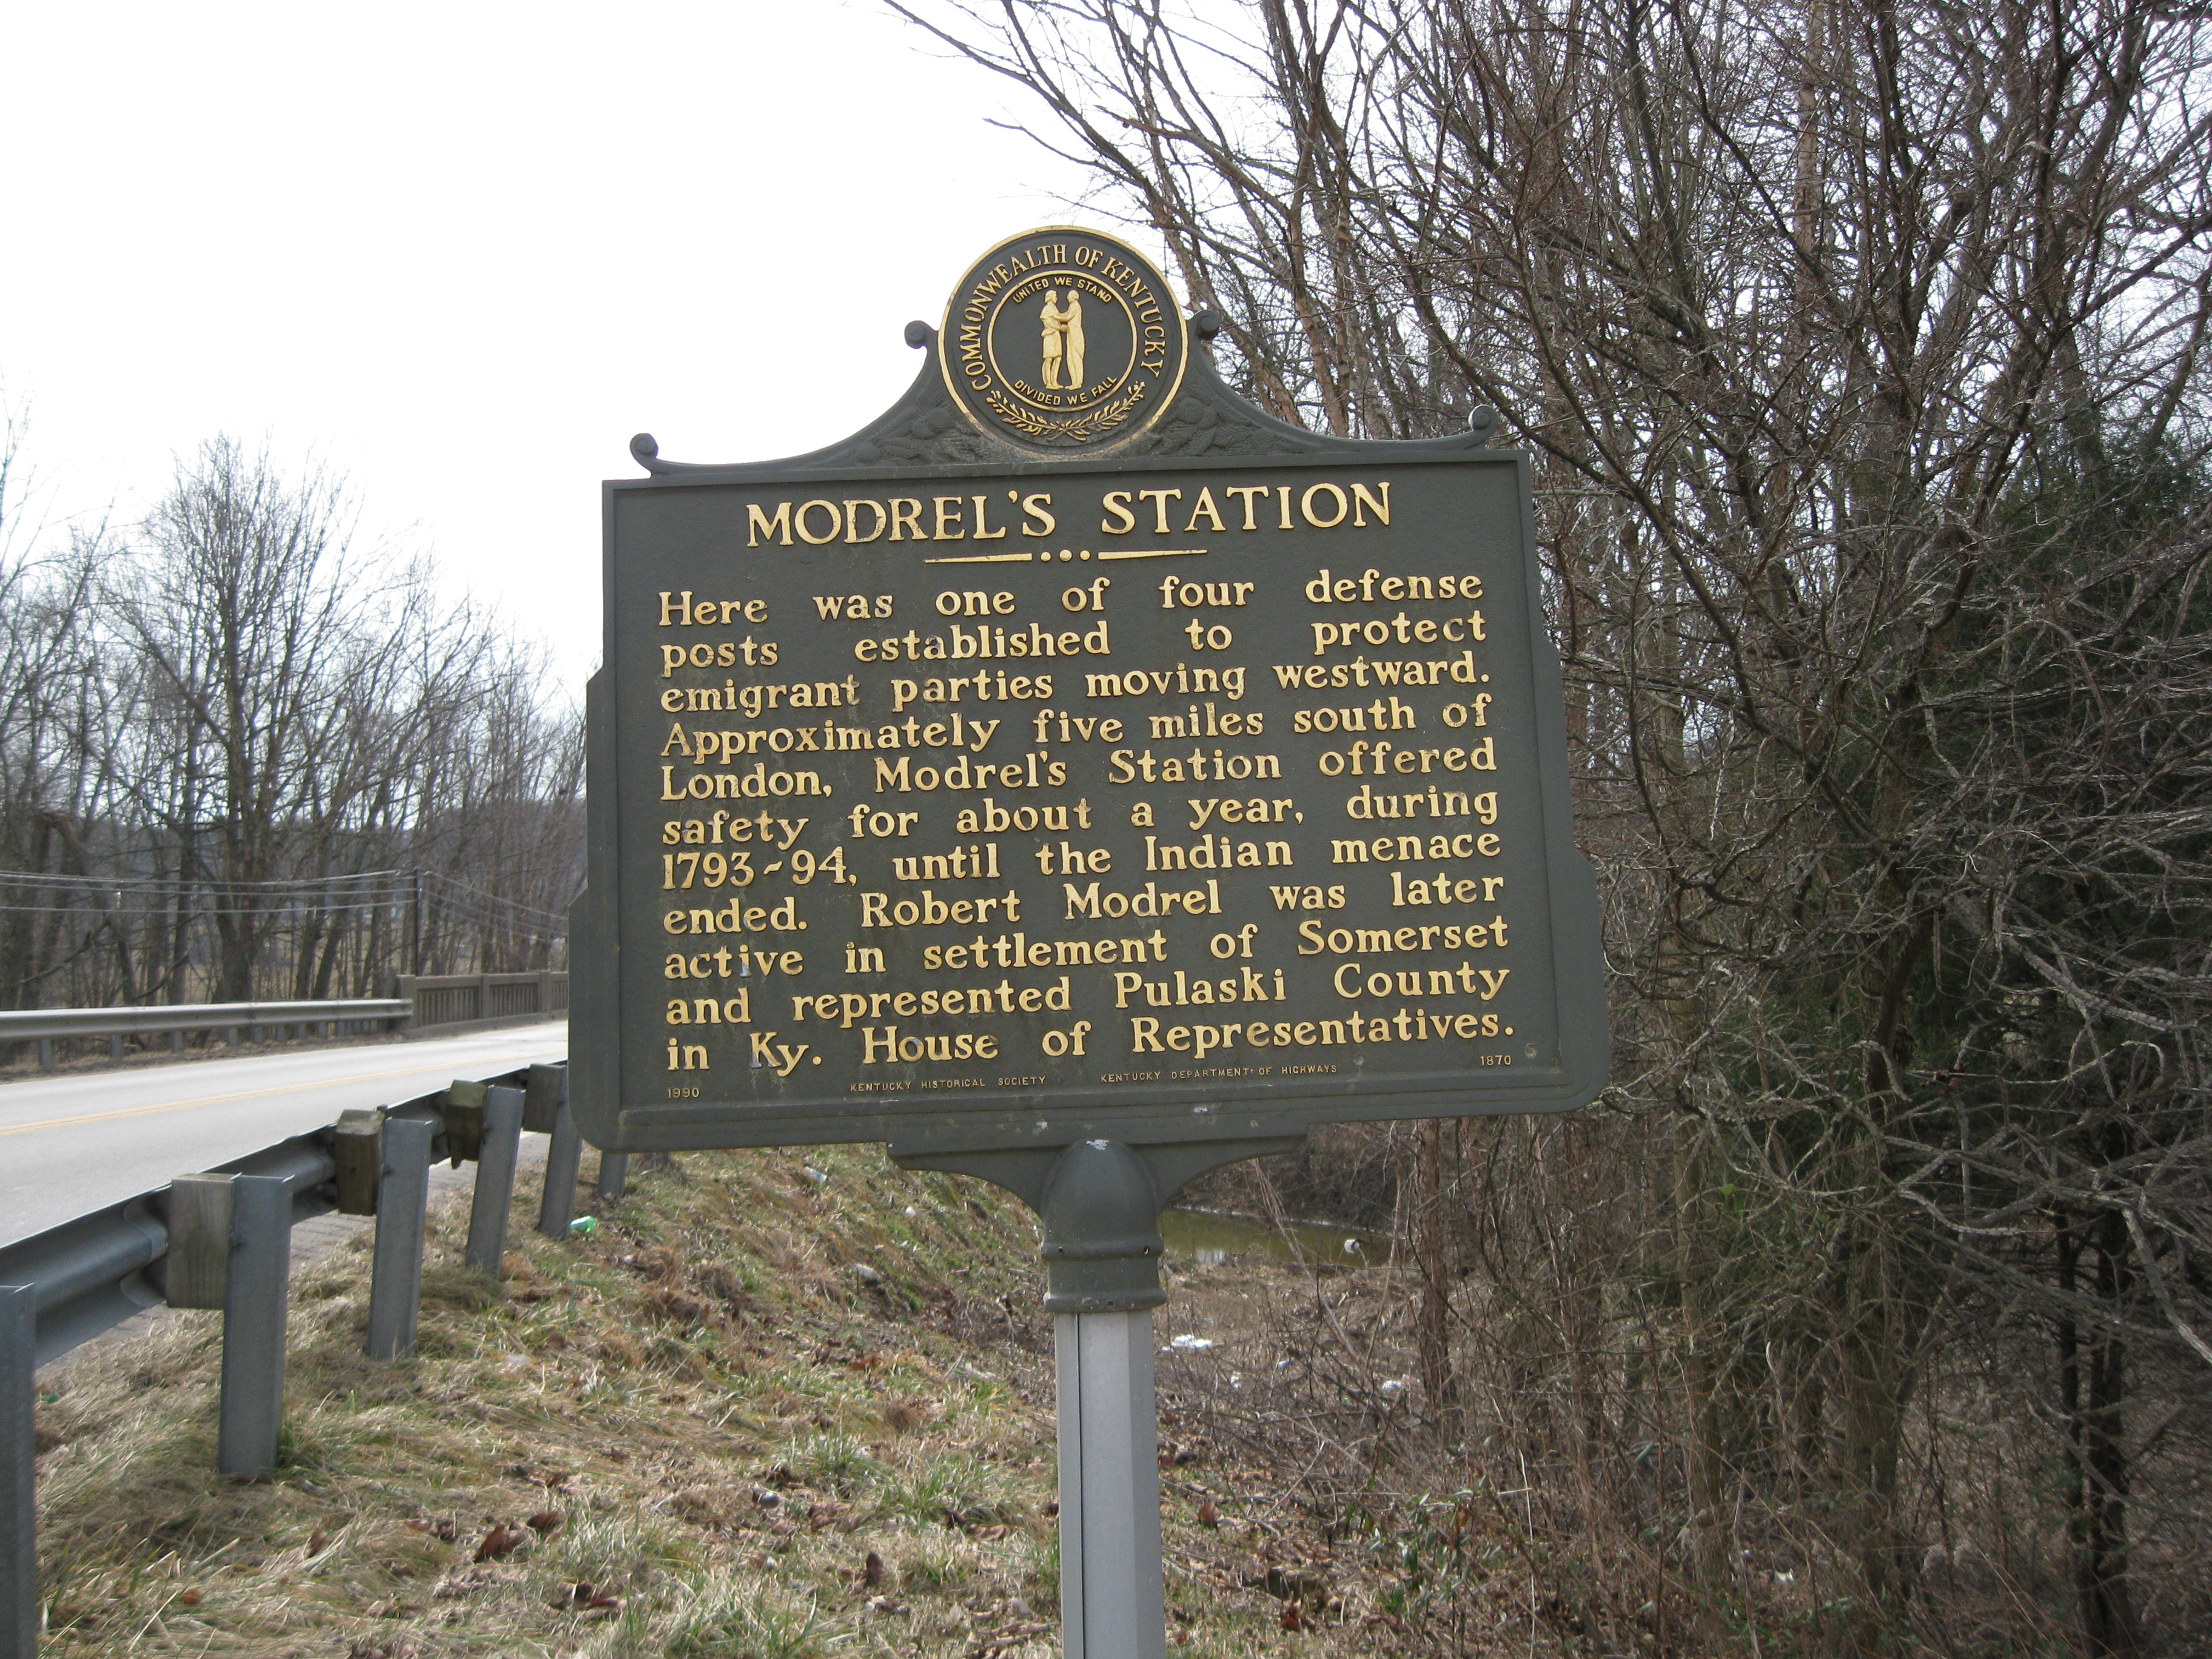 COMMONWEALTH OF KENTUCKY
UNITED WE STAND
DIVIDED WE FALL
MODREL'S STATION
Here was one of four defense
posts established to protect
emigrant parties moving westward.
Approximately five miles south of
London, Modrel's Station offered
safety for about a year, during
1793~94, until the Indian menace
ended. Robert Modrel was later
active in settlement of Somerset
and represented Pulaski County
in Ky. House of Representatives.
1990 KENTUCKY HISTORICAL SOCIETY KENTUCKY DEPARTMENT OF HIGHWAYS 1870